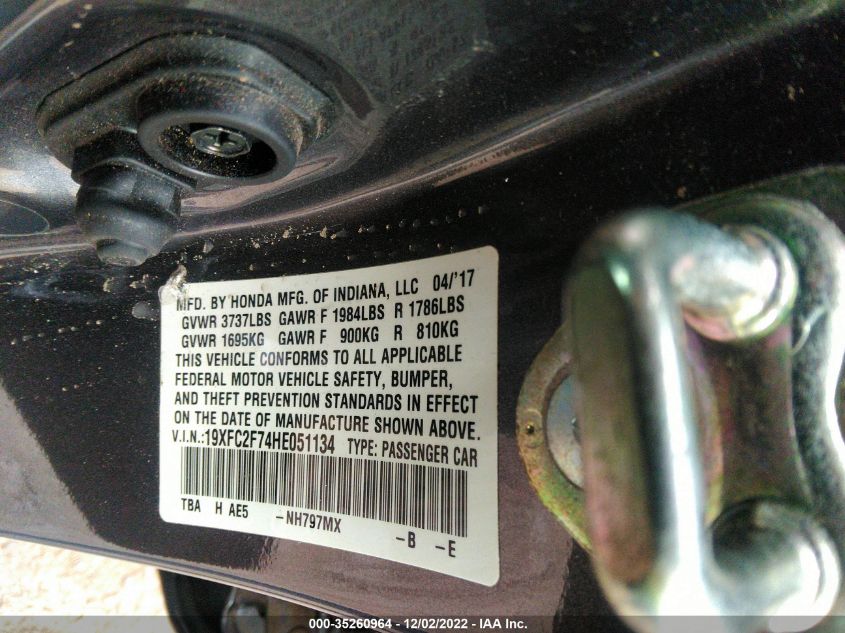 MFD. BY HONDA MFG. OF INDIANA, LLC 04/'17
GVWR 3737LBS GAWR F 1984LBS R 1786LBS
GVWR 1695KG GAWR F 900KG R 810KG
THIS VEHICLE CONFORMS TO ALL APPLICABLE
FEDERAL MOTOR VEHICLE SAFETY, BUMPER,
AND THEFT PREVENTION STANDARDS IN EFFECT
ON THE DATE OF MANUFACTURE SHOWN ABOVE.
V.I.N.:19XFC2F74HE051134 TYPE: PASSENGER CAR
TBA H AE5 -NH797MX -B -E
000-35260964 - 12/02/2022 - IAA Inc.